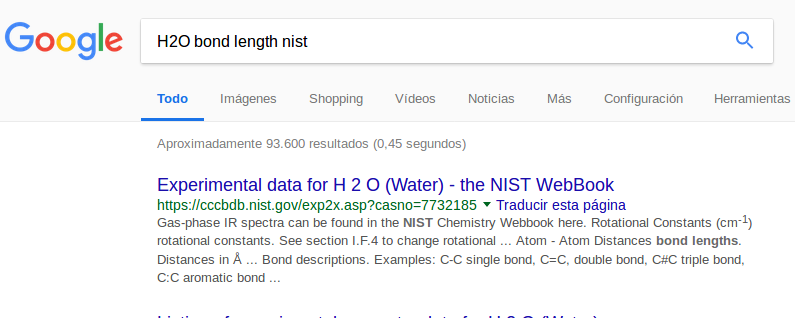 Google
H2O bond length nist
Todo Imágenes Shopping Vídeos Noticias Más Configuración Herramientas
Aproximadamente 93.600 resultados (0,45 segundos)
Experimental data for H 2 O (Water) - the NIST WebBook
https://cccbdb.nist.gov/exp2x.asp?casno=7732185 Traducir esta página
Gas-phase IR spectra can be found in the NIST Chemistry Webbook here. Rotational Constants (cm-1)
rotational constants. See section I.F.4 to change rotational ... Atom - Atom Distances bond lengths.
Distances in Å ... Bond descriptions. Examples: C-C single bond, C=C, double bond, C#C triple bond,
C:C aromatic bond ...